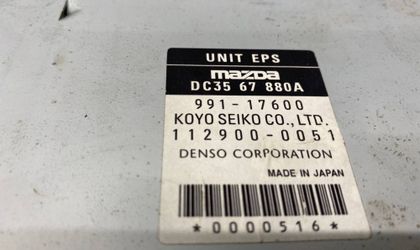 UNIT EPS
mazda
DC35 67 880A
991-17600
KOYO SEIKO CO., LTD.
112900-0051
DENSO CORPORATION
MADE IN JAPAN
*0000516*